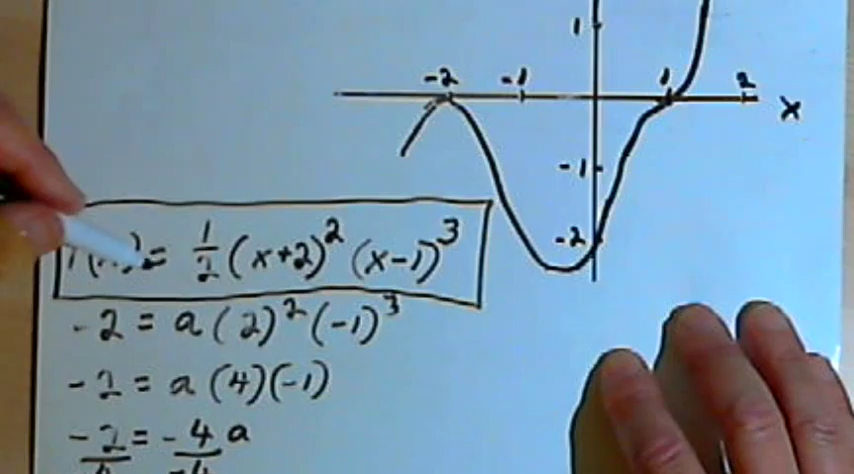 1
-2 -1 1 2
x
-1
-2
f(x) = 1/2 (x+2)^2 (x-1)^3
-2 = a(2)^2(-1)^3
-2 = a(4)(-1)
-2 = -4a